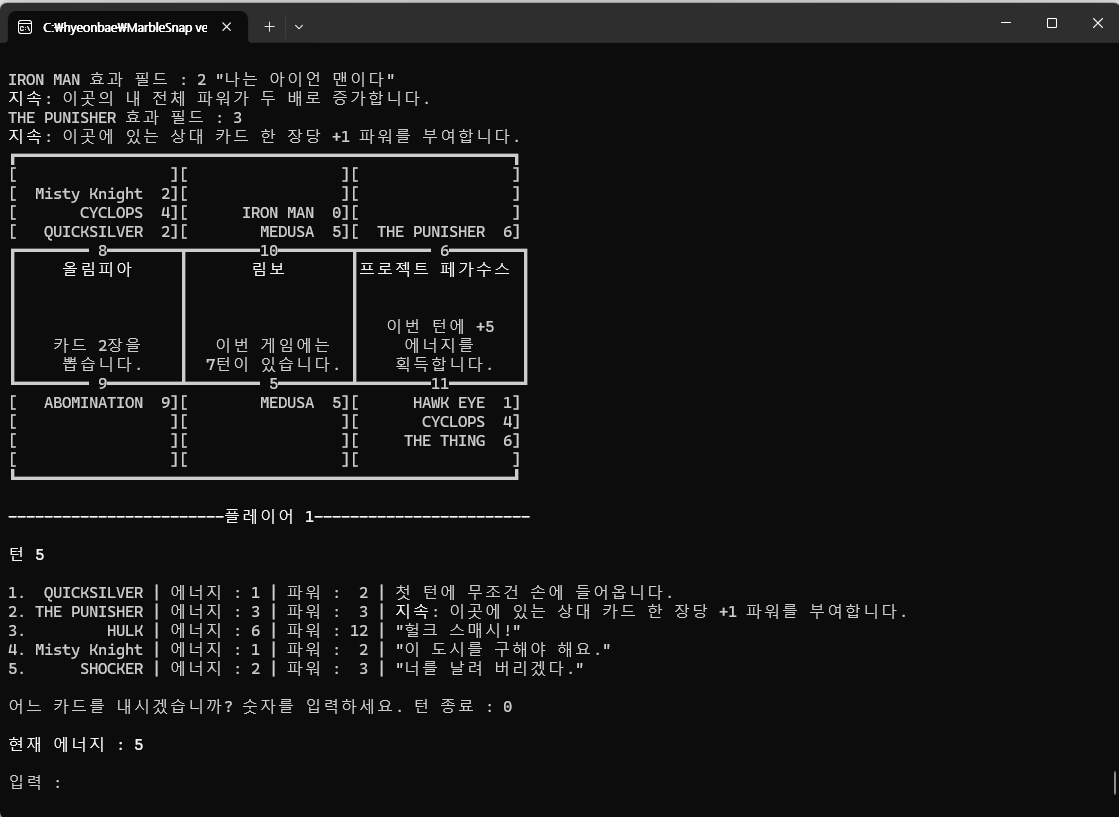 C:\hyeonbae\MarbleSnap ve
IRON MAN 효과 필드 : 2 "나는 아이언 맨이다"
지속: 이곳의 내 전체 파워가 두 배로 증가합니다.
THE PUNISHER 효과 필드 : 3
지속: 이곳에 있는 상대 카드 한 장당 +1 파워를 부여합니다.
[ ][ ][ ]
[ Misty Knight 2][ ][ ]
[ CYCLOPS 4][ IRON MAN 0][ ]
[ QUICKSILVER 2][ MEDUSA 5][ THE PUNISHER 6]
8 10 6
올림피아 림보 프로젝트 페가수스
이번 턴에 +5
카드 2장을 이번 게임에는 에너지를
뽑습니다. 7턴이 있습니다. 획득합니다.
9 5 11
[ ABOMINATION 9][ MEDUSA 5][ HAWK EYE 1]
[ ][ ][ CYCLOPS 4]
[ ][ ][ THE THING 6]
[ ][ ][ ]
------------------------플레이어 1------------------------
턴 5
1. QUICKSILVER | 에너지 : 1 | 파워 : 2 | 첫 턴에 무조건 손에 들어옵니다.
2. THE PUNISHER | 에너지 : 3 | 파워 : 3 | 지속: 이곳에 있는 상대 카드 한 장당 +1 파워를 부여합니다.
3. HULK | 에너지 : 6 | 파워 : 12 | "헐크 스매시!"
4. Misty Knight | 에너지 : 1 | 파워 : 2 | "이 도시를 구해야 해요."
5. SHOCKER | 에너지 : 2 | 파워 : 3 | "너를 날려 버리겠다."
어느 카드를 내시겠습니까? 숫자를 입력하세요. 턴 종료 : 0
현재 에너지 : 5
입력 :